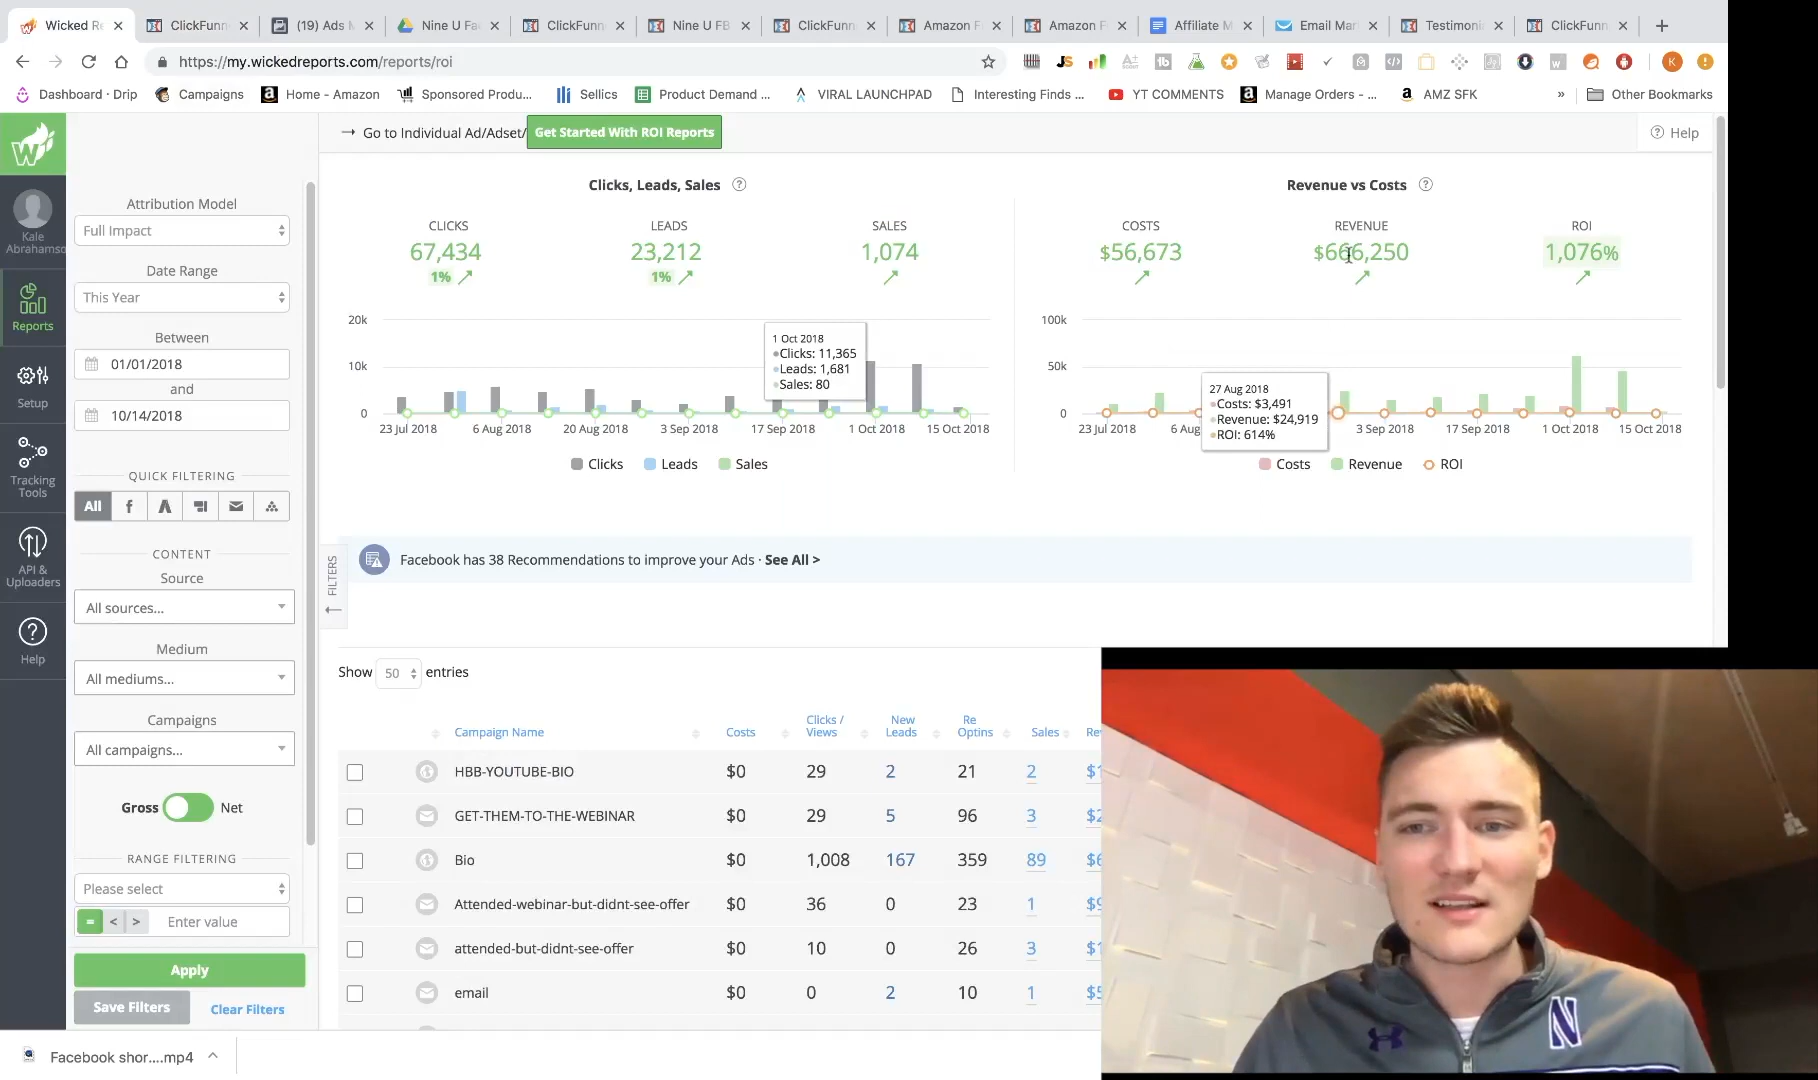 Wicked Re
ClickFunn
(19) Ads M
Nine U Fa
ClickFunn
Nine U FB
ClickFunn
Amazon F
Amazon F
Affiliate M
Email Mar
Testimoni
ClickFunn
https://my.wickedreports.com/reports/roi
Dashboard · Drip
Campaigns
Home - Amazon
Sponsored Produ...
Sellics
Product Demand ...
VIRAL LAUNCHPAD
Interesting Finds ...
YT COMMENTS
Manage Orders - ...
AMZ SFK
»
Other Bookmarks
Go to Individual Ad/Adset/
Get Started With ROI Reports
Help
Kale
Abrahamso
Reports
Setup
Tracking
Tools
API &
Uploaders
Help
Attribution Model
Full Impact
Date Range
This Year
Between
01/01/2018
and
10/14/2018
QUICK FILTERING
All
CONTENT
Source
All sources...
Medium
All mediums...
Campaigns
All campaigns...
Gross
Net
RANGE FILTERING
Please select
= < >
Enter value
Apply
Save Filters
Clear Filters
FILTERS
Clicks, Leads, Sales
CLICKS
67,434
1%
LEADS
23,212
1%
SALES
1,074
20k
10k
0
1 Oct 2018
Clicks: 11,365
Leads: 1,681
Sales: 80
23 Jul 2018
6 Aug 2018
20 Aug 2018
3 Sep 2018
17 Sep 2018
1 Oct 2018
15 Oct 2018
Clicks
Leads
Sales
Revenue vs Costs
COSTS
$56,673
REVENUE
$666,250
ROI
1,076%
100k
50k
0
27 Aug 2018
Costs: $3,491
Revenue: $24,919
ROI: 614%
23 Jul 2018
6 Aug
3 Sep 2018
17 Sep 2018
1 Oct 2018
15 Oct 2018
Costs
Revenue
ROI
Facebook has 38 Recommendations to improve your Ads · See All >
Show 50 entries
Campaign Name
Costs
Clicks /
Views
New
Leads
Re
Optins
Sales
Re
HBB-YOUTUBE-BIO $0 29 2 21 2 $1
GET-THEM-TO-THE-WEBINAR $0 29 5 96 3 $2
Bio $0 1,008 167 359 89 $6
Attended-webinar-but-didnt-see-offer $0 36 0 23 1 $9
attended-but-didnt-see-offer $0 10 0 26 3 $1
email $0 0 2 10 1 $5
Facebook shor....mp4
N